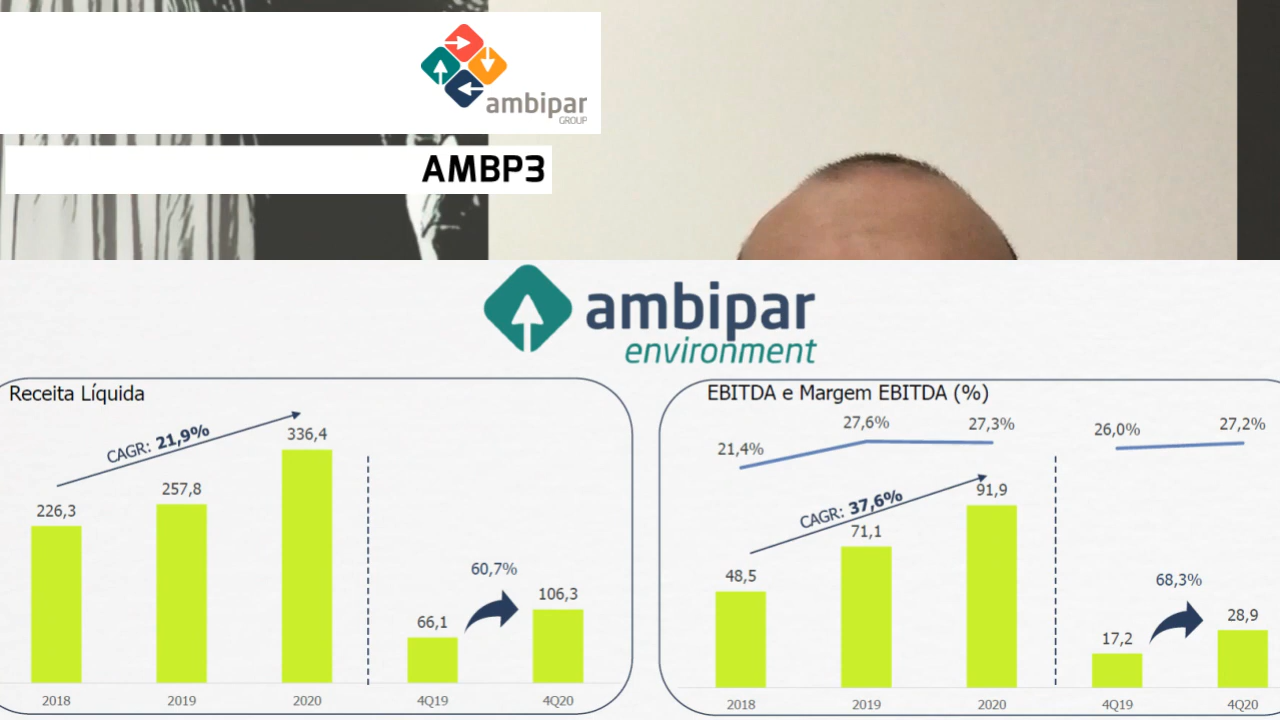 ambipar
GROUP
AMBP3
ambipar
environment
Receita Líquida
CAGR: 21,9%
226,3
257,8
336,4
60,7%
66,1
106,3
2018
2019
2020
4Q19
4Q20
EBITDA e Margem EBITDA (%)
21,4%
27,6%
27,3%
26,0%
27,2%
CAGR: 37,6%
48,5
71,1
91,9
68,3%
17,2
28,9
2018
2019
2020
4Q19
4Q20